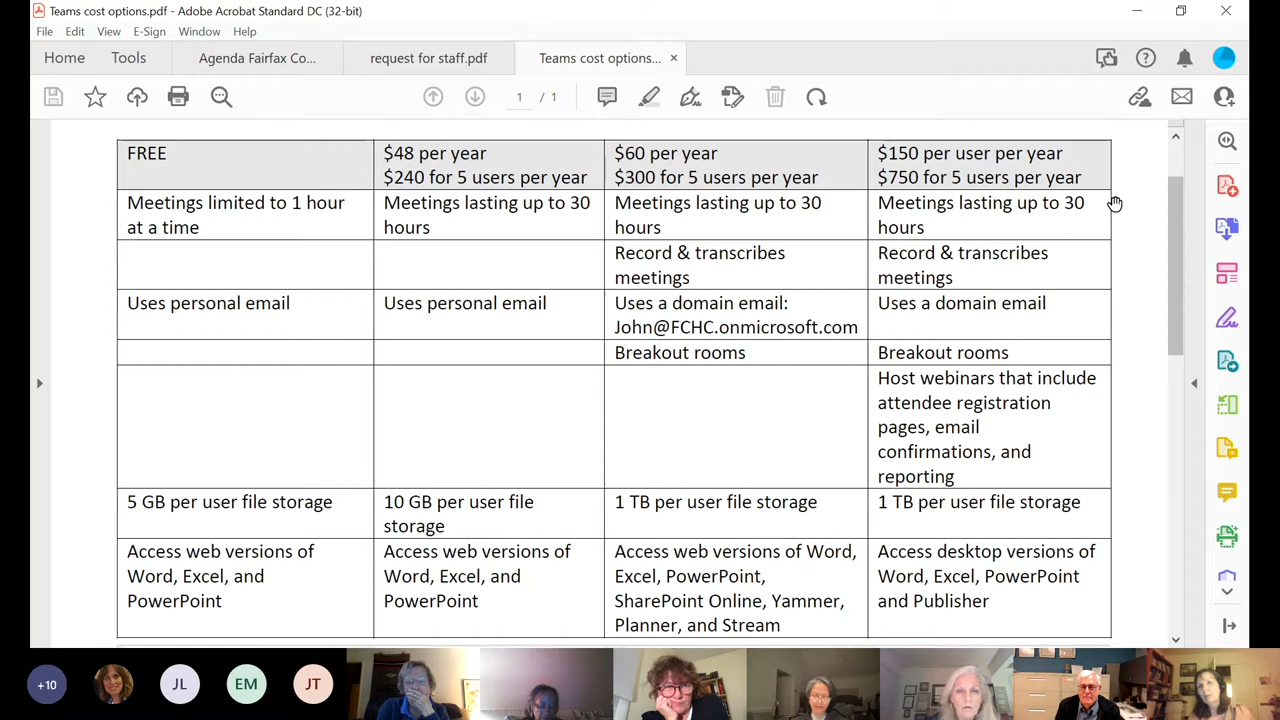 Teams cost options.pdf - Adobe Acrobat Standard DC (32-bit)
File Edit View E-Sign Window Help
Home Tools Agenda Fairfax Co... request for staff.pdf Teams cost options... ×
1 / 1
FREE
$48 per year
$240 for 5 users per year
$60 per year
$300 for 5 users per year
$150 per user per year
$750 for 5 users per year
Meetings limited to 1 hour
at a time
Meetings lasting up to 30
hours
Meetings lasting up to 30
hours
Meetings lasting up to 30
hours
Record & transcribes
meetings
Record & transcribes
meetings
Uses personal email
Uses personal email
Uses a domain email:
John@FCHC.onmicrosoft.com
Uses a domain email
Breakout rooms
Breakout rooms
Host webinars that include
attendee registration
pages, email
confirmations, and
reporting
5 GB per user file storage
10 GB per user file
storage
1 TB per user file storage
1 TB per user file storage
Access web versions of
Word, Excel, and
PowerPoint
Access web versions of
Word, Excel, and
PowerPoint
Access web versions of Word,
Excel, PowerPoint,
SharePoint Online, Yammer,
Planner, and Stream
Access desktop versions of
Word, Excel, PowerPoint
and Publisher
+10 JL EM JT